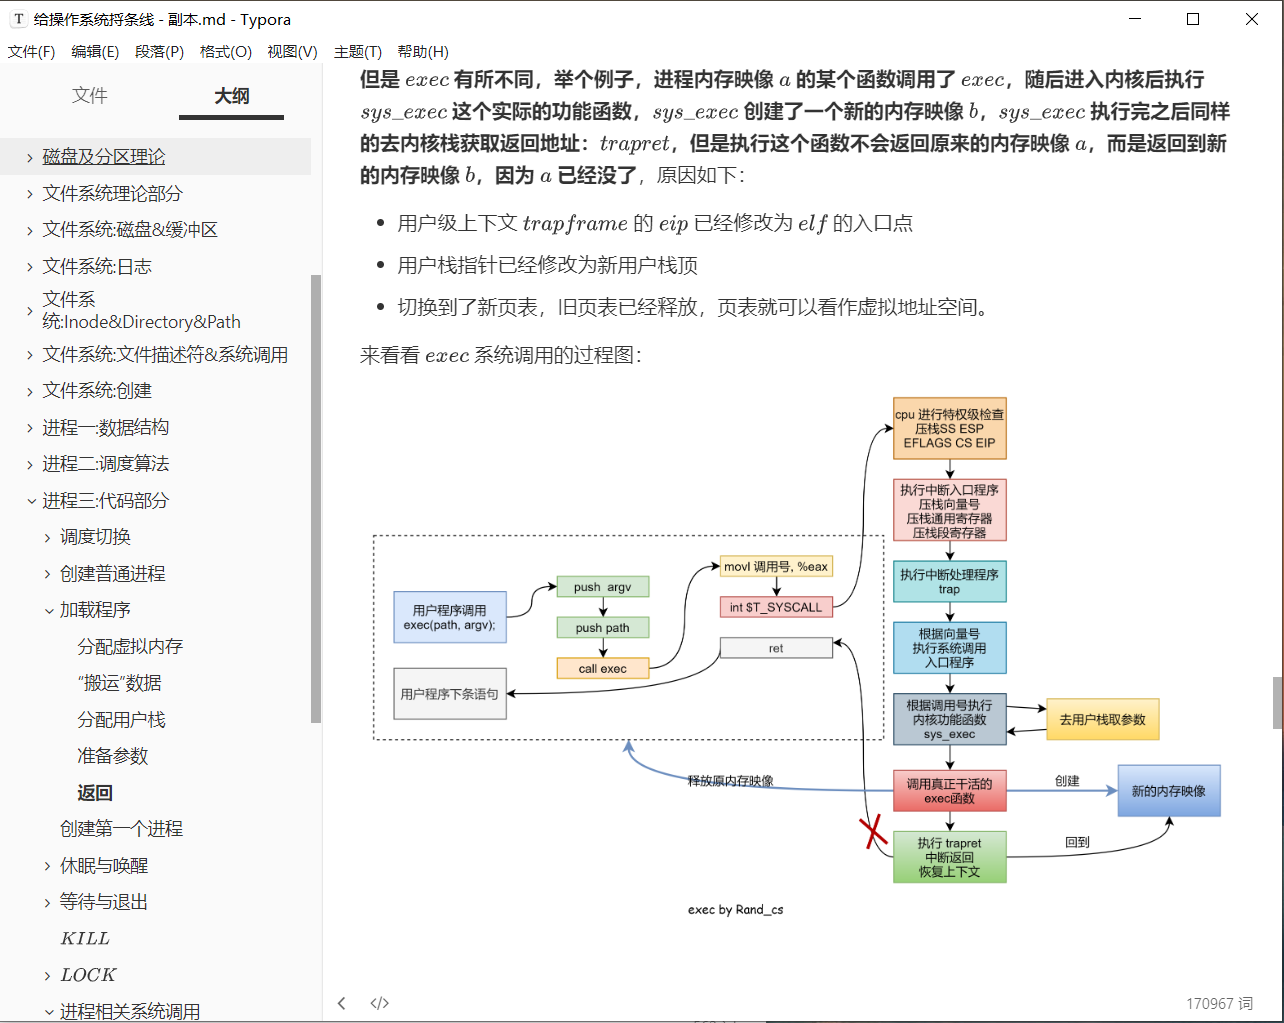 T 给操作系统捋条线 - 副本.md - Typora
文件(F) 编辑(E) 段落(P) 格式(O) 视图(V) 主题(T) 帮助(H)
文件 大纲
磁盘及分区理论
文件系统理论部分
文件系统:磁盘&缓冲区
文件系统:日志
文件系
统:Inode&Directory&Path
文件系统:文件描述符&系统调用
文件系统:创建
进程一:数据结构
进程二:调度算法
进程三:代码部分
调度切换
创建普通进程
加载程序
分配虚拟内存
“搬运”数据
分配用户栈
准备参数
返回
创建第一个进程
休眠与唤醒
等待与退出
KILL
LOCK
进程相关系统调用
但是 exec 有所不同，举个例子，进程内存映像 a 的某个函数调用了 exec，随后进入内核后执行
sys_exec 这个实际的功能函数，sys_exec 创建了一个新的内存映像 b，sys_exec 执行完之后同样
的去内核栈获取返回地址：trapret，但是执行这个函数不会返回原来的内存映像 a，而是返回到新
的内存映像 b，因为 a 已经没了，原因如下：
• 用户级上下文 trapframe 的 eip 已经修改为 elf 的入口点
• 用户栈指针已经修改为新用户栈顶
• 切换到了新页表，旧页表已经释放，页表就可以看作虚拟地址空间。
来看看 exec 系统调用的过程图：
用户程序调用
exec(path, argv);
用户程序下条语句
push argv
push path
call exec
movl 调用号, %eax
int $T_SYSCALL
ret
cpu 进行特权级检查
压栈SS ESP
EFLAGS CS EIP
执行中断入口程序
压栈向量号
压栈通用寄存器
压栈段寄存器
执行中断处理程序
trap
根据向量号
执行系统调用
入口程序
根据调用号执行
内核功能函数
sys_exec
去用户栈取参数
释放原内存映像
调用真正干活的
exec函数
创建
新的内存映像
执行 trapret
中断返回
恢复上下文
回到
exec by Rand_cs
</> 170967 词